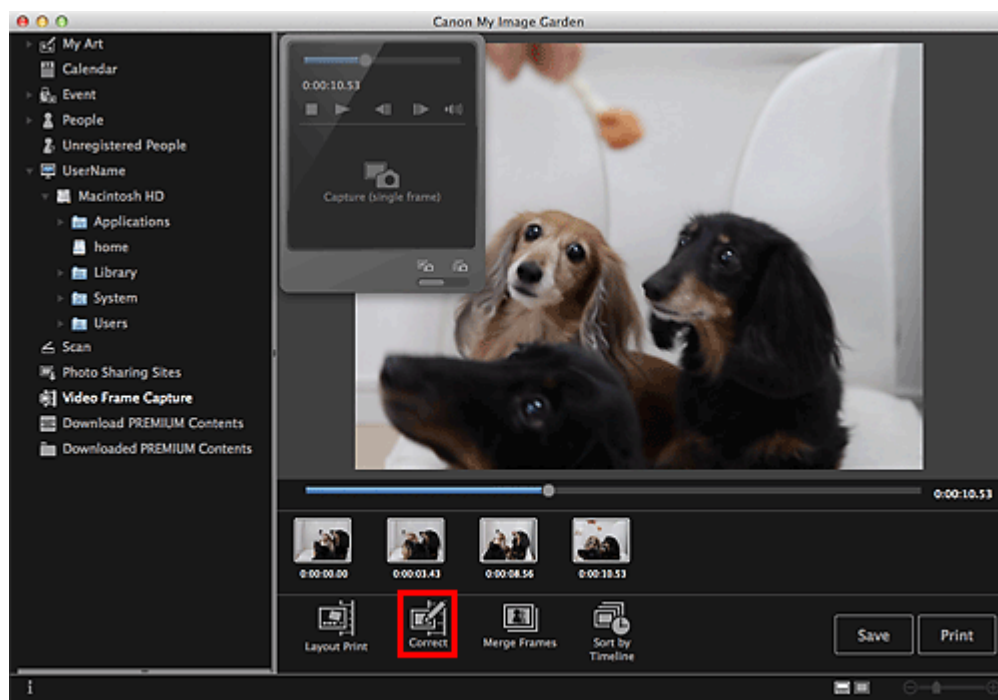 Canon My Image Garden
My Art
Calendar
Event
People
Unregistered People
UserName
Macintosh HD
Applications
home
Library
System
Users
Scan
Photo Sharing Sites
Video Frame Capture
Download PREMIUM Contents
Downloaded PREMIUM Contents
0:00:10.53
Capture (single frame)
0:00:10.53
0:00:00.00
0:00:03.43
0:00:08.56
0:00:10.53
Layout Print
Correct
Merge Frames
Sort by
Timeline
Save
Print